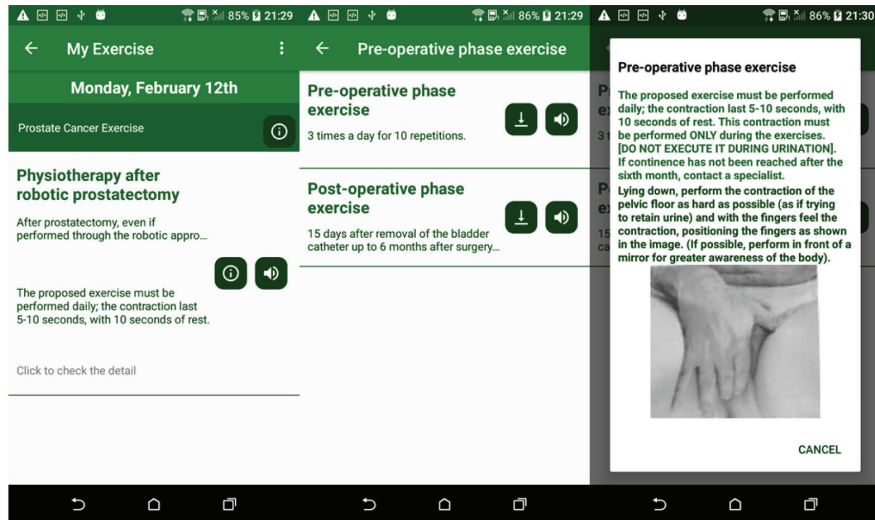 85% 21:29
My Exercise
Monday, February 12th
Prostate Cancer Exercise
Physiotherapy after
robotic prostatectomy
After prostatectomy, even if
performed through the robotic appro...
The proposed exercise must be
performed daily; the contraction last
5-10 seconds, with 10 seconds of rest.
Click to check the detail
86% 21:29
Pre-operative phase exercise
Pre-operative phase
exercise
3 times a day for 10 repetitions.
Post-operative phase
exercise
15 days after removal of the bladder
catheter up to 6 months after surgery...
86% 21:30
Pre-operative phase exercise
The proposed exercise must be performed
daily; the contraction last 5-10 seconds, with
10 seconds of rest. This contraction must
be performed ONLY during the exercises.
[DO NOT EXECUTE IT DURING URINATION].
If continence has not been reached after the
sixth month, contact a specialist.
Lying down, perform the contraction of the
pelvic floor as hard as possible (as if trying
to retain urine) and with the fingers feel the
contraction, positioning the fingers as shown
in the image. (If possible, perform in front of a
mirror for greater awareness of the body).
CANCEL